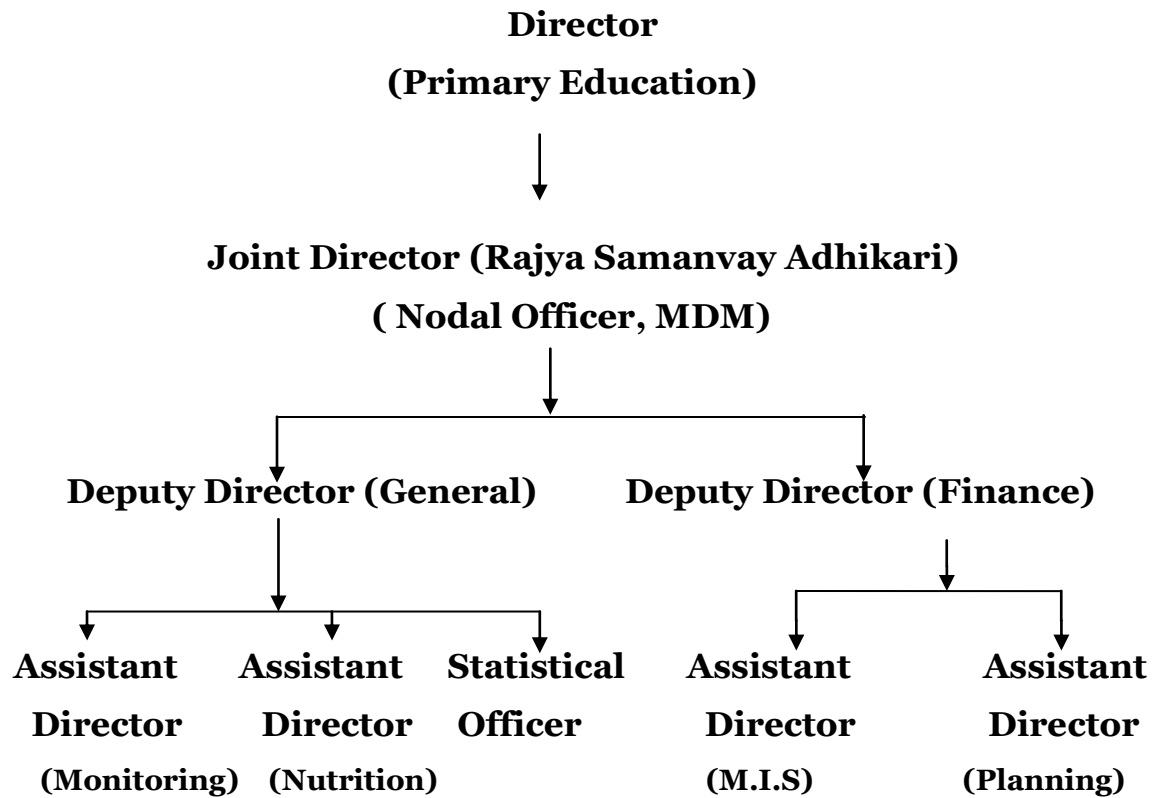 Director
(Primary Education)
Joint Director (Rajya Samanvay Adhikari)
( Nodal Officer, MDM)
Deputy Director (General)
Deputy Director (Finance)
Assistant
Director
(Monitoring)
Assistant
Director
(Nutrition)
Statistical
Officer
Assistant
Director
(M.I.S)
Assistant
Director
(Planning)